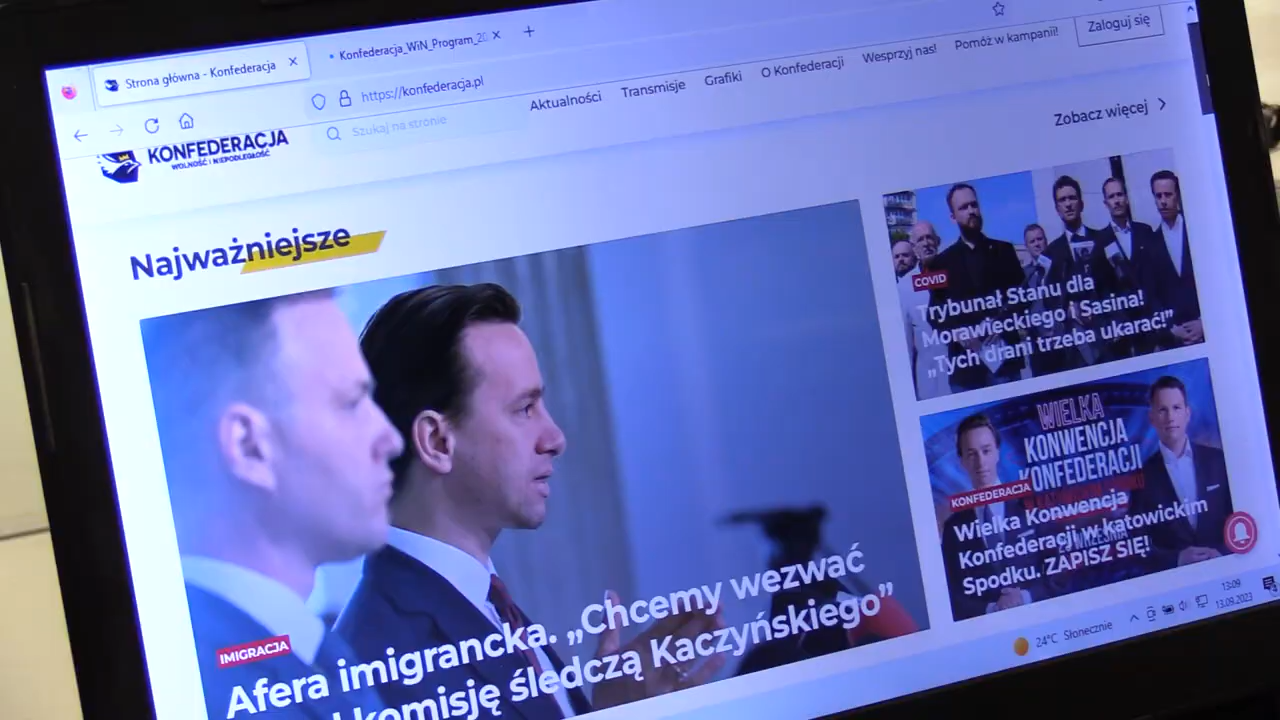 Strona główna - Konfederacja
Konfederacja_WiN_Program_20
https://konfederacja.pl
KONFEDERACJA
WOLNOŚĆ I NIEPODLEGŁOŚĆ
Szukaj na stronie
Aktualności
Transmisje
Grafiki
O Konfederacji
Wesprzyj nas!
Pomóż w kampanii!
Zaloguj się
Zobacz więcej
Najważniejsze
IMIGRACJA
Afera imigrancka. „Chcemy wezwać
komisję śledczą Kaczyńskiego”
COVID
Trybunał Stanu dla
Morawieckiego i Sasina!
„Tych drani trzeba ukarać!”
WIELKA
KONWENCJA
KONFEDERACJI
KONFEDERACJA
Wielka Konwencja
Konfederacji w katowickim
Spodku. ZAPISZ SIĘ!
24°C Słonecznie
13:09
13.09.2023